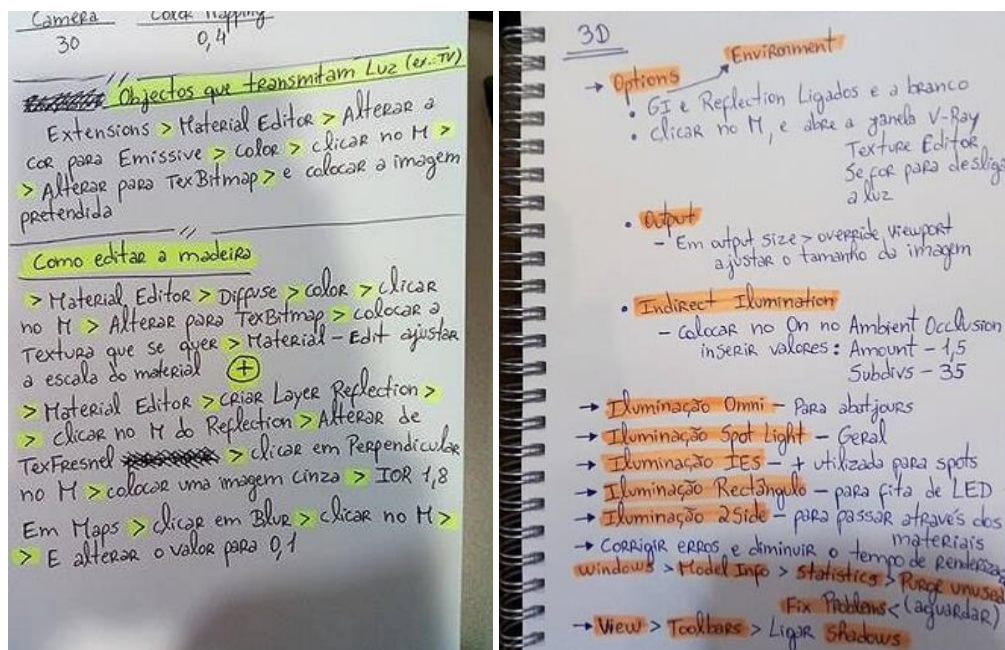 Camera
30
Color Mapping
0,4
Objectos que transmitam Luz (ex.: TV)
Extensions > Material Editor > Alterar a
cor para Emissive > color > clicar no M >
> Alterar para TexBitmap > e colocar a imagem
pretendida
Como editar a madeira
> Material Editor > Diffuse > color > clicar
no M > Alterar para TexBitmap > colocar a
Textura que se quer > Material - Edit ajustar
a escala do material +
> Material Editor > criar Layer Reflection >
> clicar no M do Reflection > Alterar de
TexFresnel > clicar em Perpendicular
no M > colocar uma imagem cinza > IOR 1,8
Em Maps > clicar em Blur > clicar no M >
> E alterar o valor para 0,1
3D
→ Options → Environment
• GI e Reflection Ligados e a branco
• clicar no M, e abre a janela V-Ray
Texture Editor
Se for para desliga
a luz
• Output
- Em output size > override viewport
ajustar o tamanho da imagem
• Indirect Ilumination
- colocar no On no Ambient Occlusion
inserir valores: Amount - 1,5
Subdivs - 35
→ Iluminação Omni - Para abatjours
→ Iluminação Spot Light - Geral
→ Iluminação IES - + utilizada para spots
→ Iluminação Rectângulo - para fita de LED
→ Iluminação 2Side - para passar através dos
materiais
→ Corrigir erros e diminuir o tempo de renderizaç
Windows > Model Info > Statistics > Purge unused
Fix Problems < (aguardar)
→ View > Toolbars > Ligar Shadows